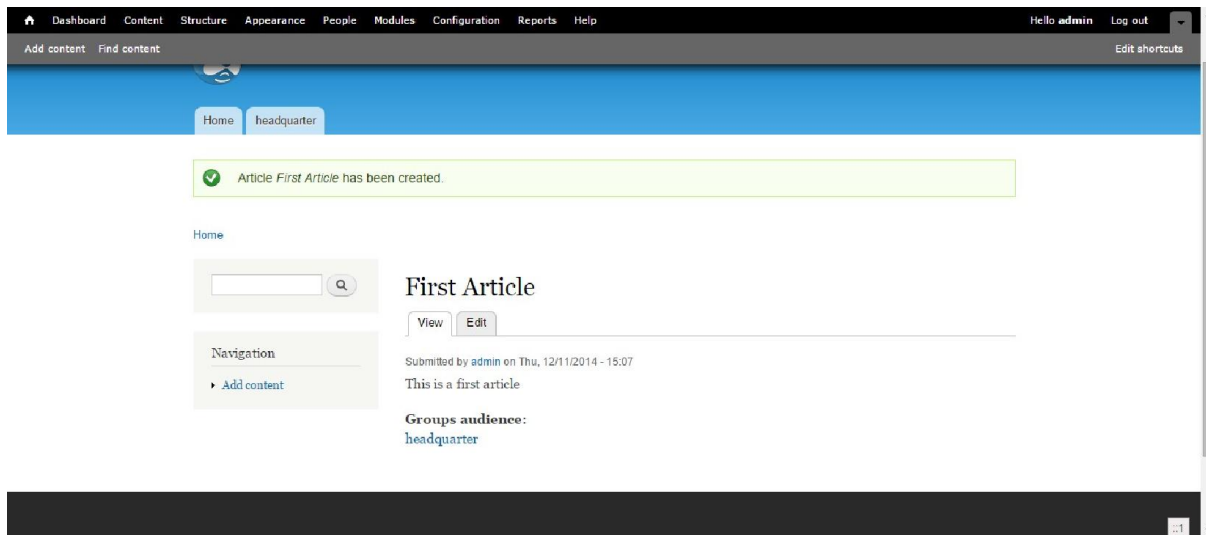 Dashboard Content Structure Appearance People Modules Configuration Reports Help Hello admin Log out
Add content Find content Edit shortcuts
Home headquarter
Article First Article has been created.
Home
First Article
View Edit
Navigation
Submitted by admin on Thu, 12/11/2014 - 15:07
Add content
This is a first article
Groups audience:
headquarter
::1